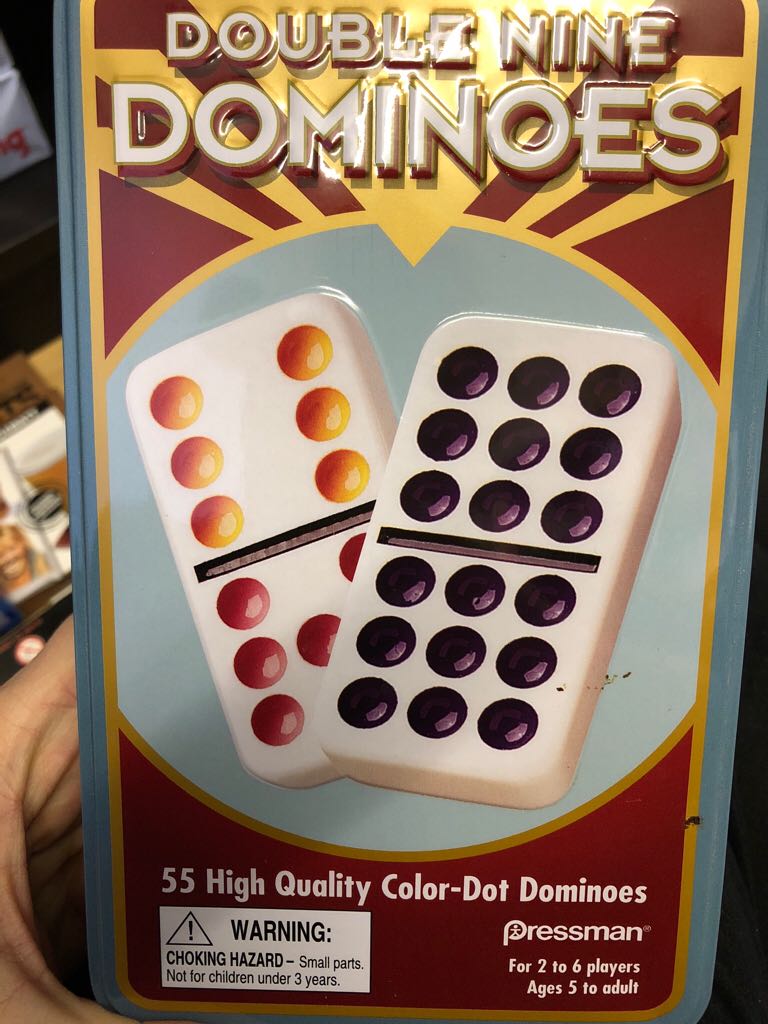 DOUBLE NINE
DOMINOES
55 High Quality Color-Dot Dominoes
WARNING:
CHOKING HAZARD – Small parts.
Not for children under 3 years.
Pressman®
For 2 to 6 players
Ages 5 to adult